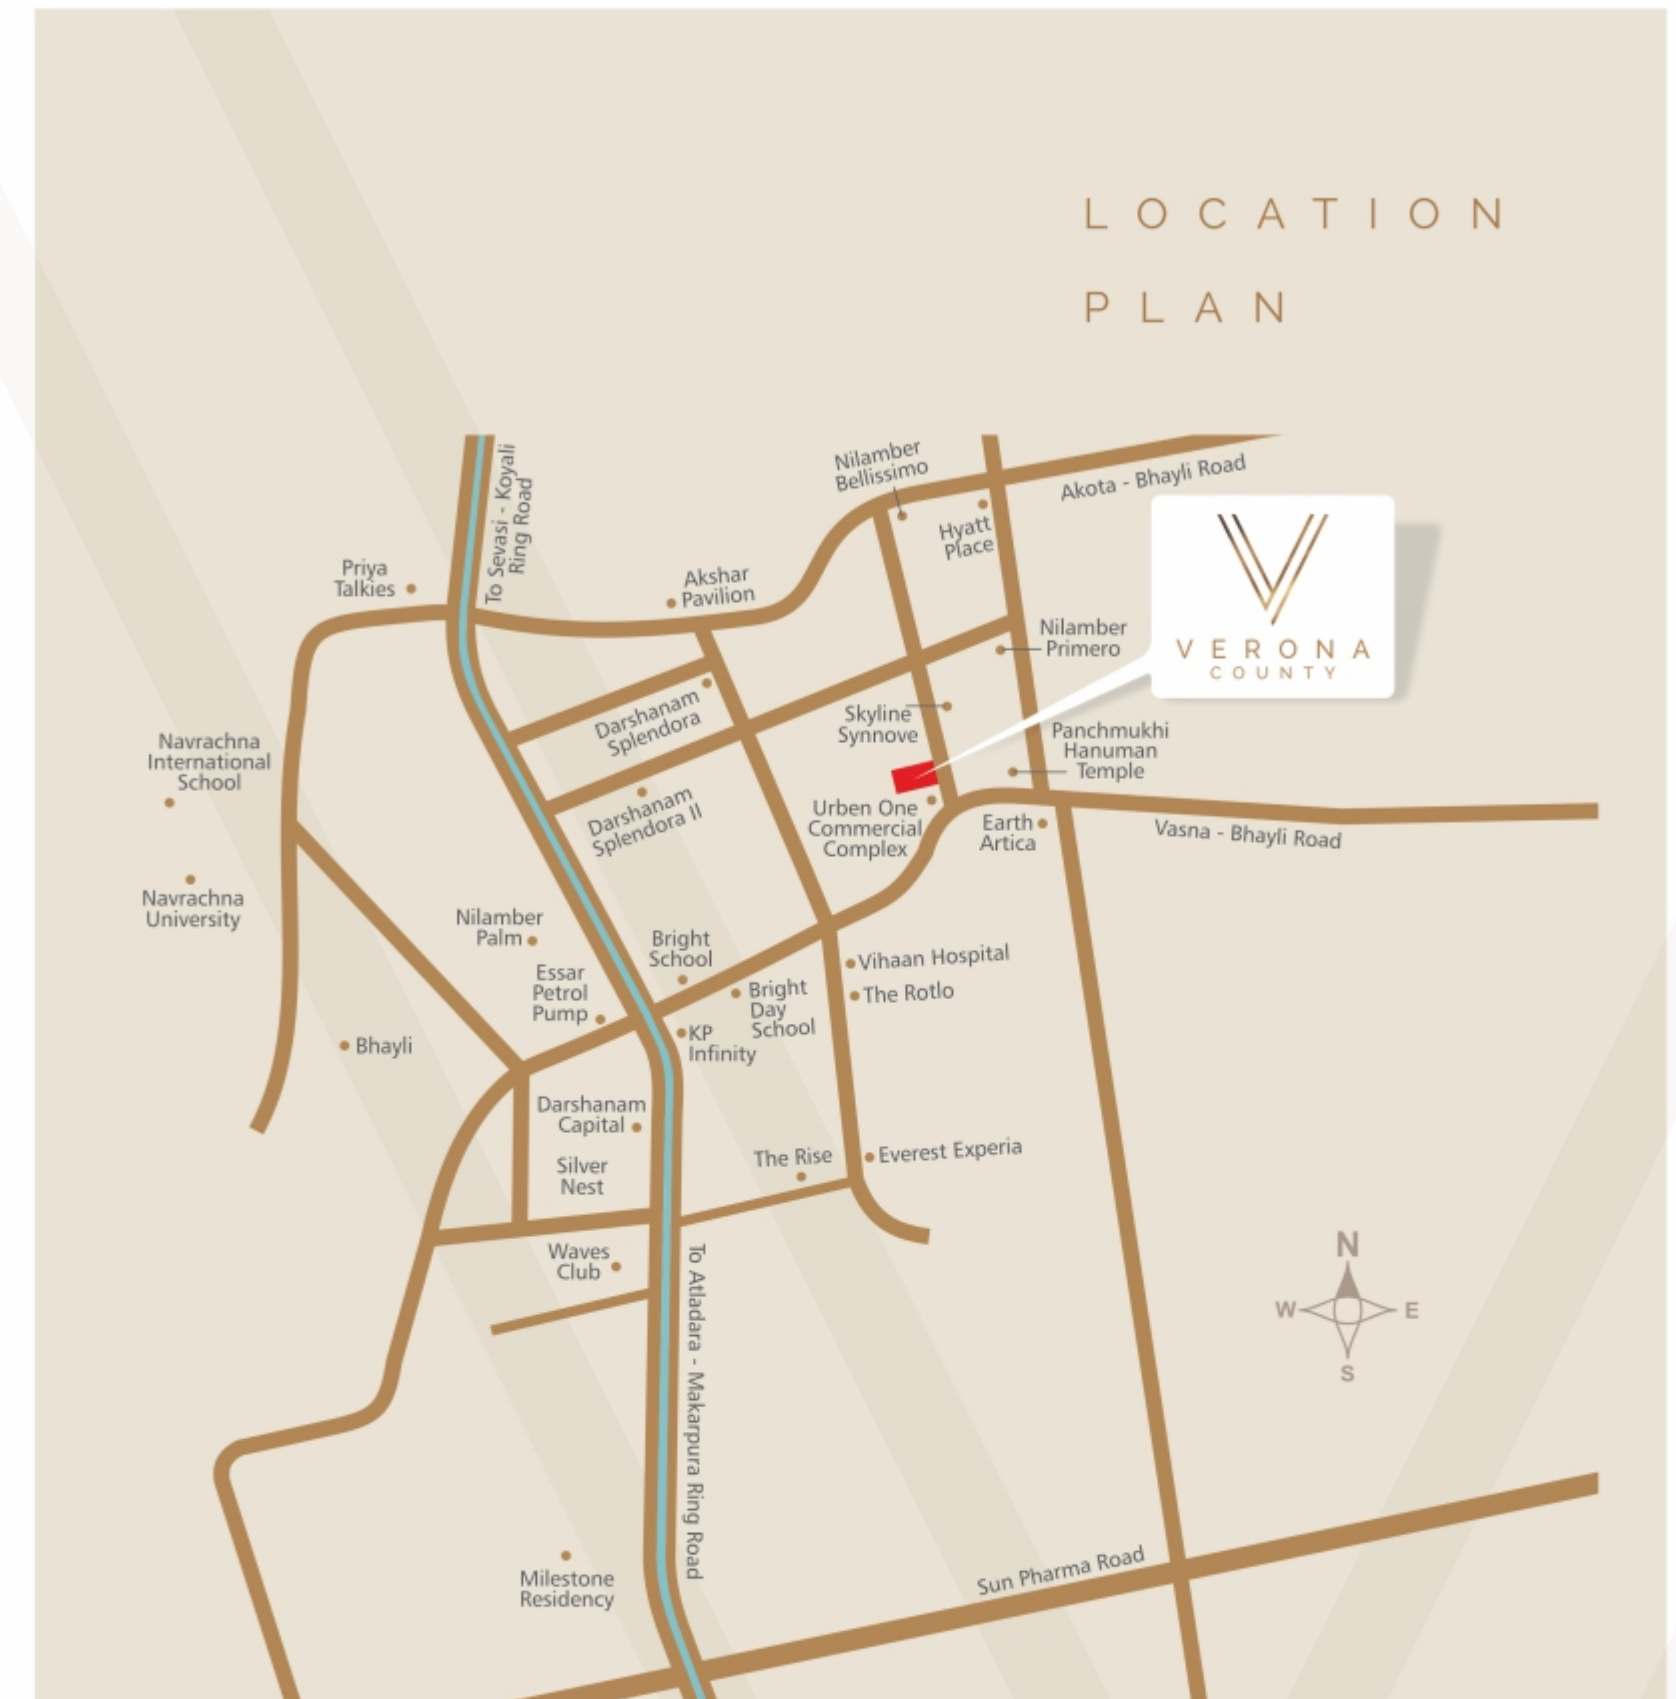 LOCATION
PLAN
Nilamber
Bellissimo
Akota - Bhayli Road
To Sevasi - Koyali
Ring Road
Hyatt
Place
Priya
Talkies
Akshar
Pavilion
VERONA
COUNTY
Nilamber
Primero
Darshanam
Splendora
Skyline
Synnove
Panchmukhi
Hanuman
Temple
Navrachna
International
School
Darshanam
Splendora II
Urben One
Commercial
Complex
Earth
Artica
Vasna - Bhayli Road
Navrachna
University
Nilamber
Palm
Bright
School
Vihaan Hospital
Essar
Petrol
Pump
Bright
Day
School
The Rotlo
KP
Infinity
Bhayli
Darshanam
Capital
Silver
Nest
The Rise
Everest Experia
Waves
Club
To Atladara - Makarpura Ring Road
N
W
E
S
Milestone
Residency
Sun Pharma Road